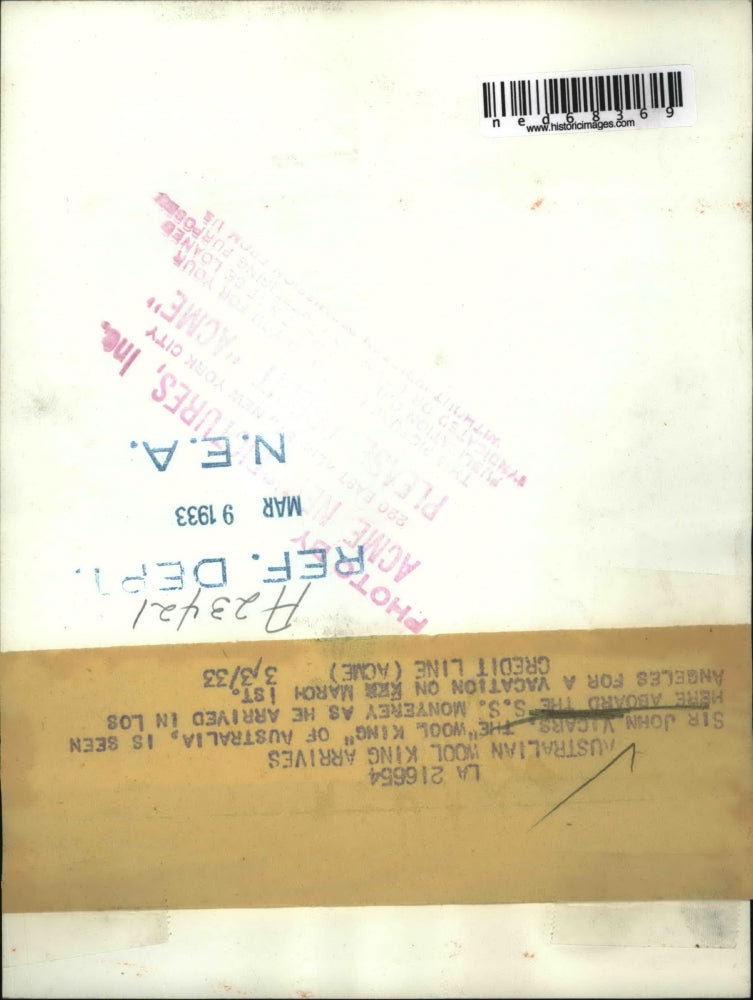 ned68369
www.historicimages.com
PHOTO BY
ACME NEWSPICTURES, Inc.
220 EAST 42nd ST., NEW YORK CITY
PLEASE CREDIT "ACME"
WITHOUT
REF. DEPT.
MAR 9 1933
N.E.A.
A23421
LA 216654
AUSTRALIAN WOOL KING ARRIVES
SIR JOHN VICARS, THE "WOOL KING" OF AUSTRALIA, IS SEEN
HERE ABOARD THE S.S. MONTEREY AS HE ARRIVED IN LOS
ANGELES FOR A VACATION ON MARCH 1ST.
CREDIT LINE (ACME) 3/3/33